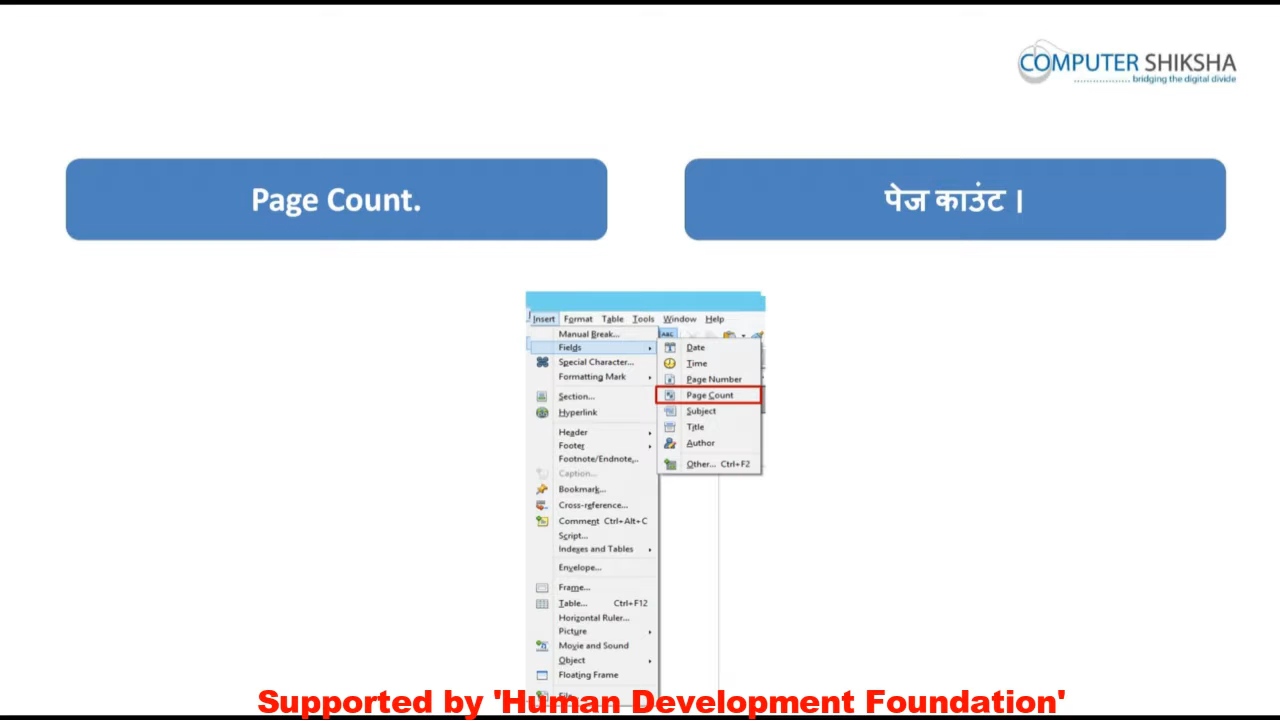 COMPUTER SHIKSHA
bridging the digital divide
Page Count.
पेज काउंट ।
Insert Format Table Tools Window Help
Manual Break...
Fields
Special Character...
Formatting Mark
Section...
Hyperlink
Header
Footer
Footnote/Endnote...
Caption...
Bookmark...
Cross-reference...
Comment Ctrl+Alt+C
Script...
Indexes and Tables
Envelope...
Frame...
Table... Ctrl+F12
Horizontal Ruler...
Picture
Movie and Sound
Object
Floating Frame
File...
ABC
Date
Time
Page Number
Page Count
Subject
Title
Author
Other... Ctrl+F2
Supported by 'Human Development Foundation'